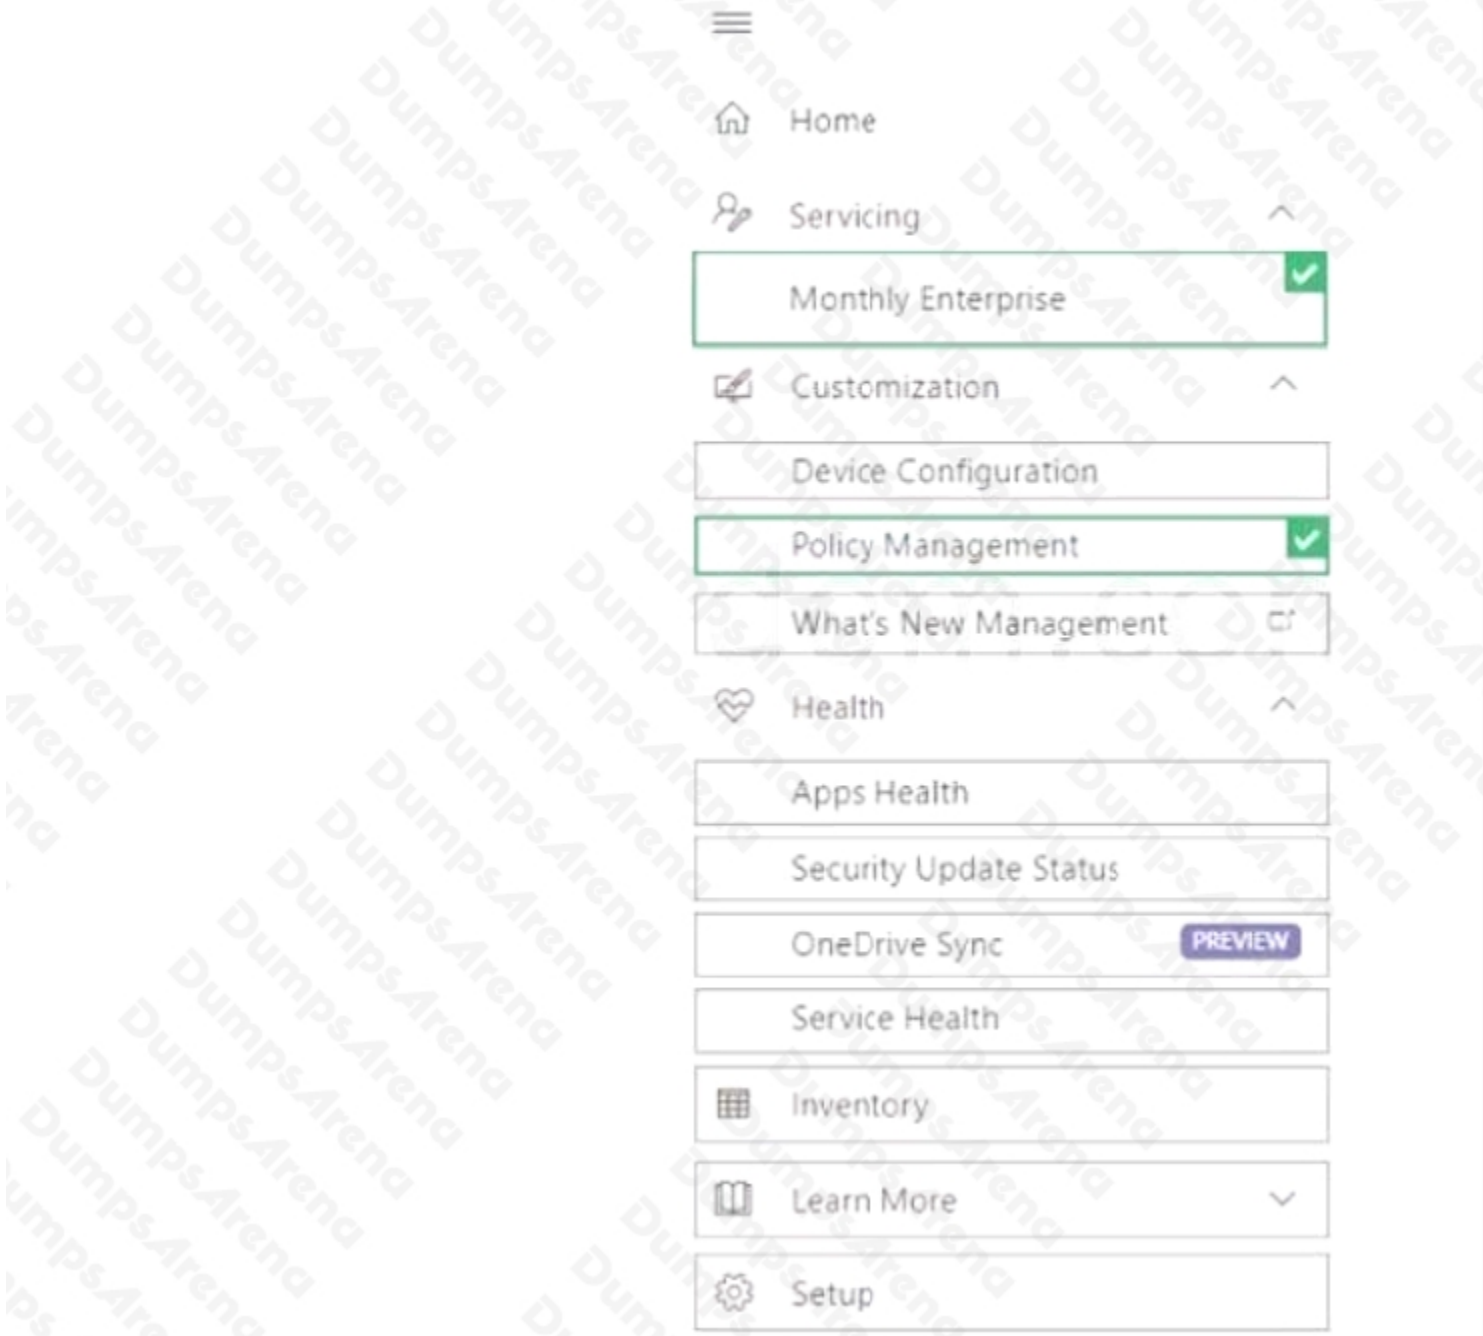 Home
Servicing
Monthly Enterprise
Customization
Device Configuration
Policy Management
What's New Management
Health
Apps Health
Security Update Status
OneDrive Sync PREVIEW
Service Health
Inventory
Learn More
Setup
DumpsArena